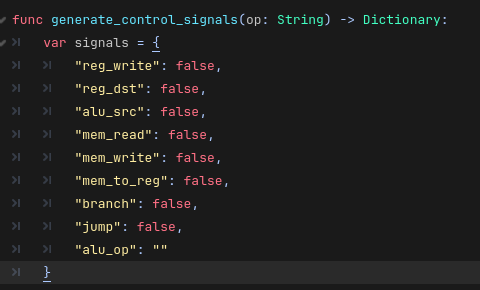 func generate_control_signals(op: String) -> Dictionary:
var signals = {
"reg_write": false,
"reg_dst": false,
"alu_src": false,
"mem_read": false,
"mem_write": false,
"mem_to_reg": false,
"branch": false,
"jump": false,
"alu_op": ""
}